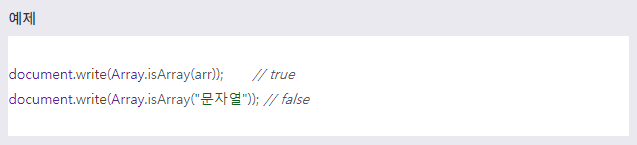 예제
document.write(Array.isArray(arr)); // true
document.write(Array.isArray("문자열")); // false